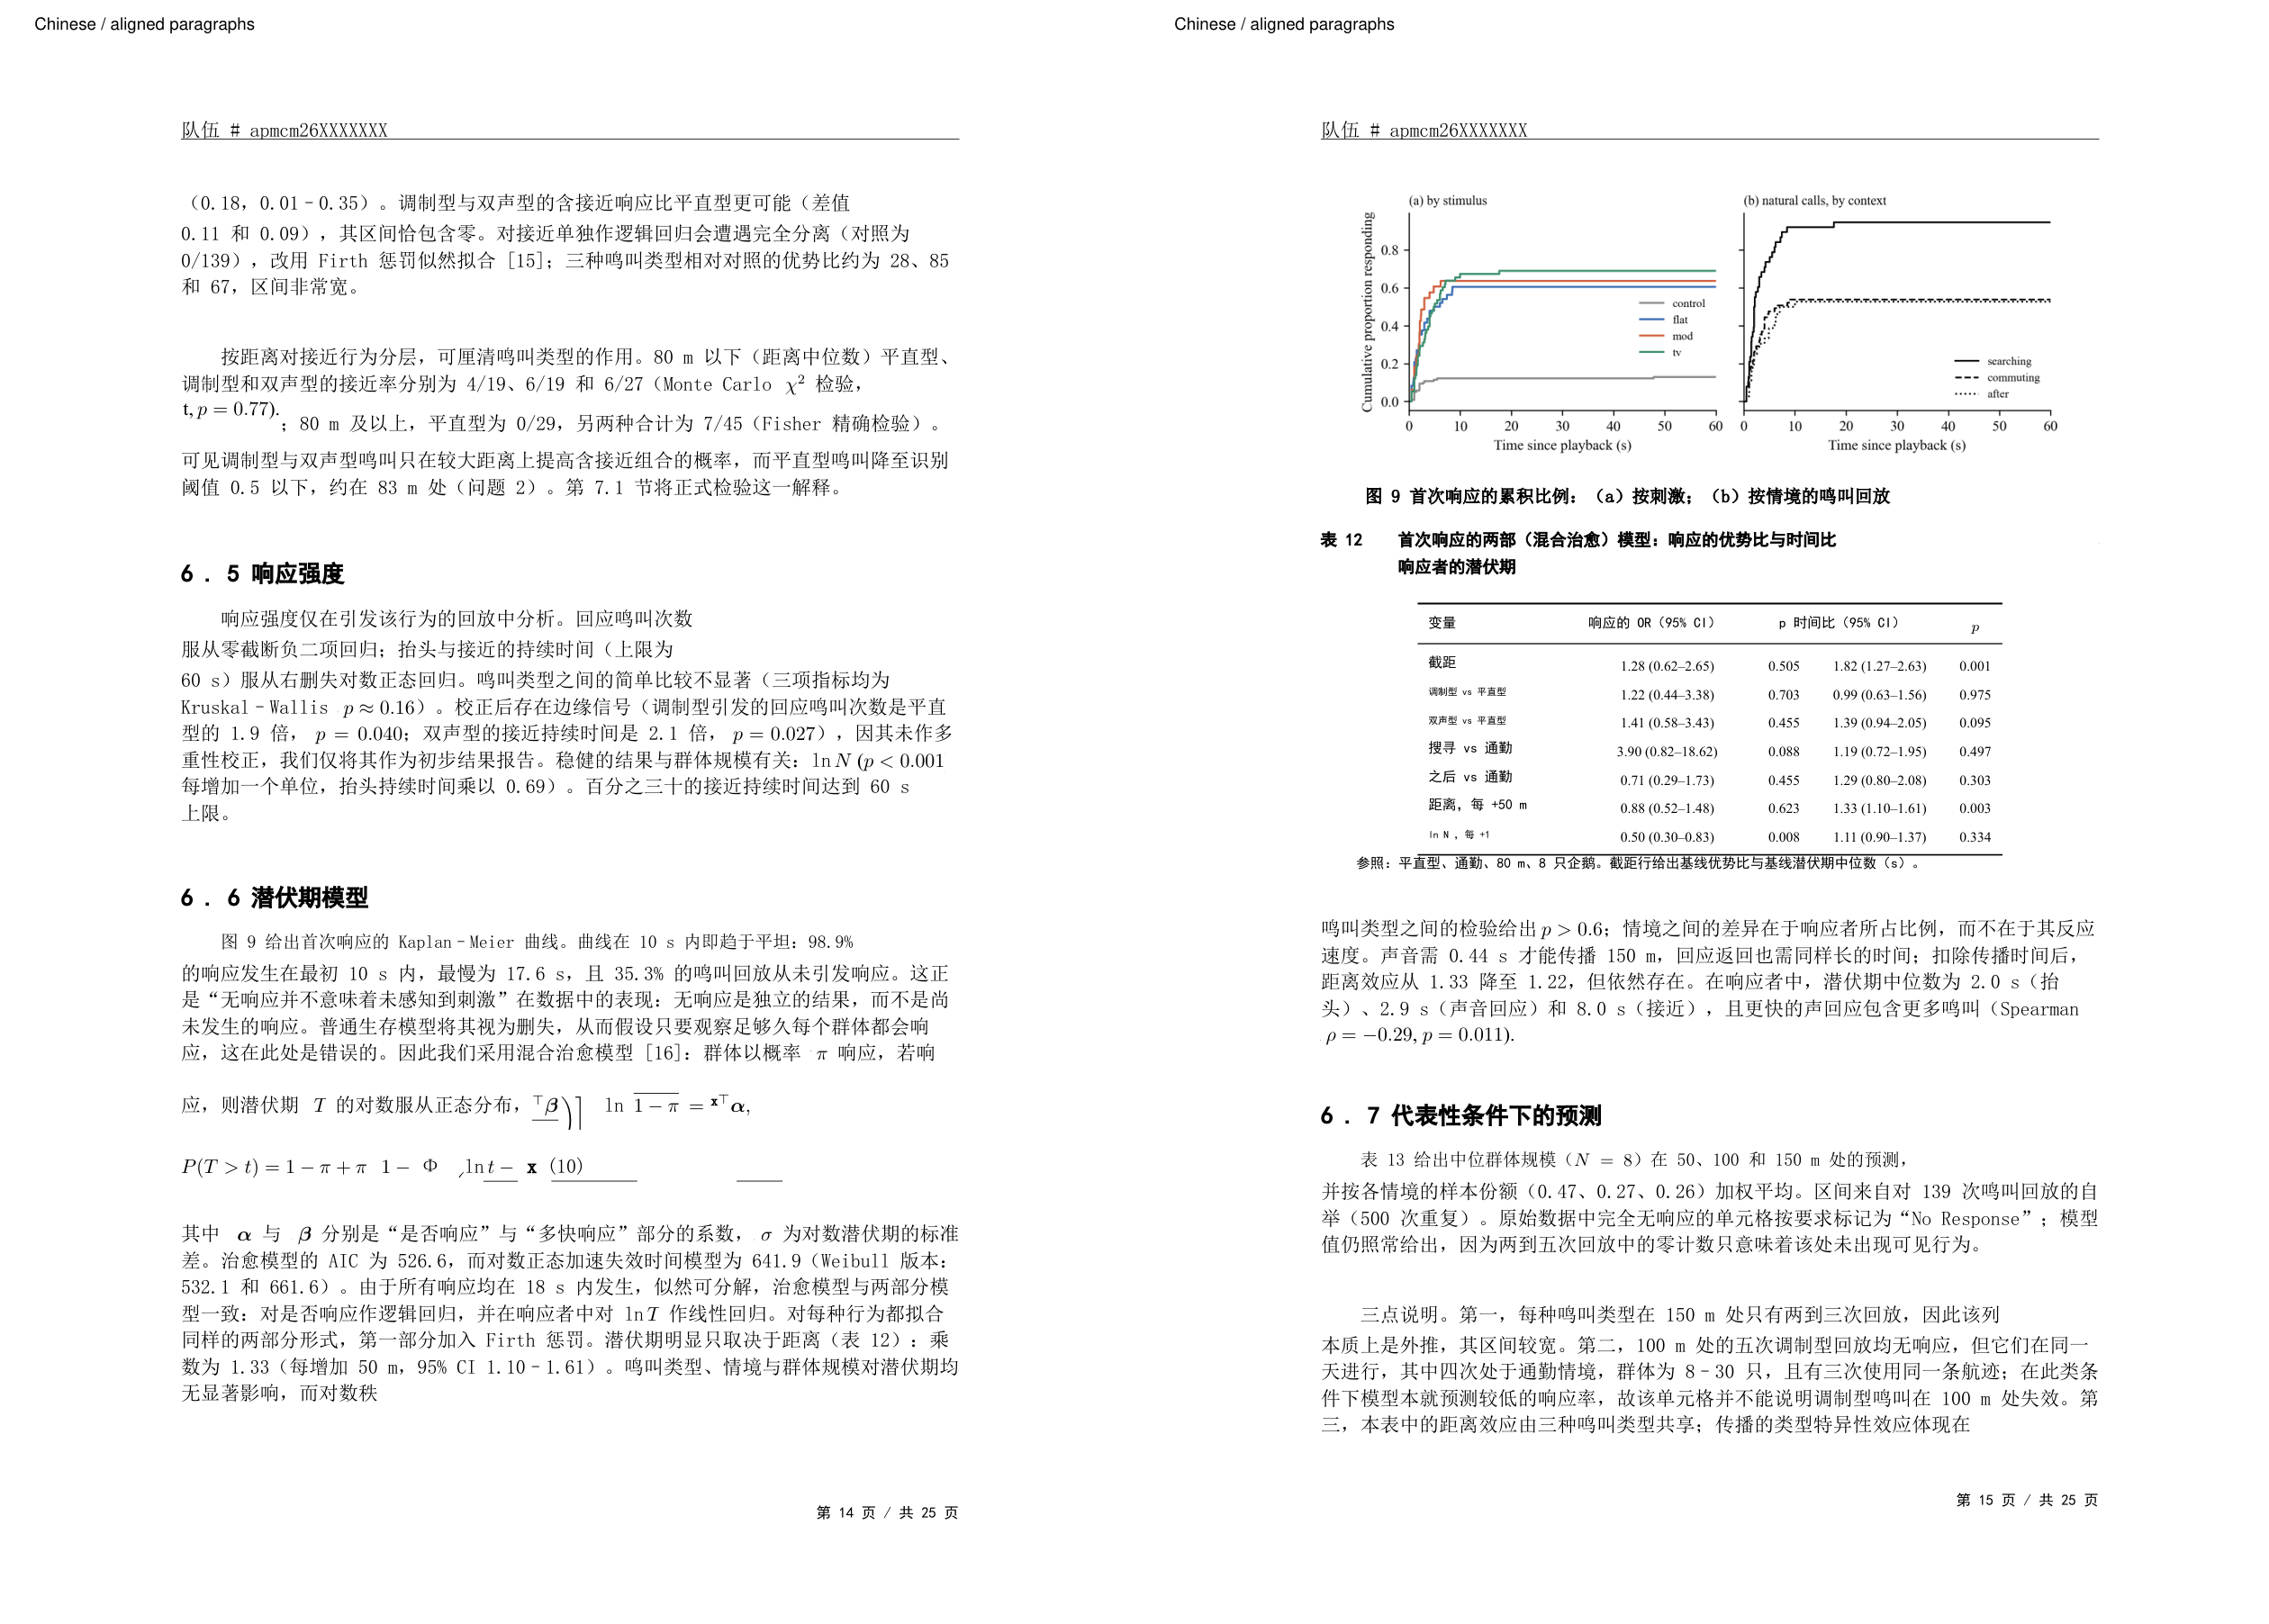 Chinese / aligned paragraphs
队伍 # apmcm26XXXXXXX
（0.18，0.01–0.35）。调制型与双声型的含接近响应比平直型更可能（差值
0.11 和 0.09），其区间恰包含零。对接近单独作逻辑回归会遭遇完全分离（对照为
0/139），改用 Firth 惩罚似然拟合 [15]；三种鸣叫类型相对对照的优势比约为 28、85
和 67，区间非常宽。
按距离对接近行为分层，可厘清鸣叫类型的作用。80 m 以下（距离中位数）平直型、
调制型和双声型的接近率分别为 4/19、6/19 和 6/27（Monte Carlo χ² 检验，
t, p = 0.77).
；80 m 及以上，平直型为 0/29，另两种合计为 7/45（Fisher 精确检验）。
可见调制型与双声型鸣叫只在较大距离上提高含接近组合的概率，而平直型鸣叫降至识别
阈值 0.5 以下，约在 83 m 处（问题 2）。第 7.1 节将正式检验这一解释。
6．5 响应强度
响应强度仅在引发该行为的回放中分析。回应鸣叫次数
服从零截断负二项回归；抬头与接近的持续时间（上限为
60 s）服从右删失对数正态回归。鸣叫类型之间的简单比较不显著（三项指标均为
Kruskal–Wallis p ≈ 0.16）。校正后存在边缘信号（调制型引发的回应鸣叫次数是平直
型的 1.9 倍， p = 0.040；双声型的接近持续时间是 2.1 倍， p = 0.027），因其未作多
重性校正，我们仅将其作为初步结果报告。稳健的结果与群体规模有关：ln N (p < 0.001
每增加一个单位，抬头持续时间乘以 0.69）。百分之三十的接近持续时间达到 60 s
上限。
6．6 潜伏期模型
图 9 给出首次响应的 Kaplan–Meier 曲线。曲线在 10 s 内即趋于平坦：98.9%
的响应发生在最初 10 s 内，最慢为 17.6 s，且 35.3% 的鸣叫回放从未引发响应。这正
是“无响应并不意味着未感知到刺激”在数据中的表现：无响应是独立的结果，而不是尚
未发生的响应。普通生存模型将其视为删失，从而假设只要观察足够久每个群体都会响
应，这在此处是错误的。因此我们采用混合治愈模型 [16]：群体以概率 π 响应，若响
应，则潜伏期 T 的对数服从正态分布，⊤β)] ln 1 − π = x⊤α,
P(T > t) = 1 − π + π 1 − Φ ln t − x (10)
其中 α 与 β 分别是“是否响应”与“多快响应”部分的系数， σ 为对数潜伏期的标准
差。治愈模型的 AIC 为 526.6，而对数正态加速失效时间模型为 641.9（Weibull 版本：
532.1 和 661.6）。由于所有响应均在 18 s 内发生，似然可分解，治愈模型与两部分模
型一致：对是否响应作逻辑回归，并在响应者中对 ln T 作线性回归。对每种行为都拟合
同样的两部分形式，第一部分加入 Firth 惩罚。潜伏期明显只取决于距离（表 12）：乘
数为 1.33（每增加 50 m，95% CI 1.10–1.61）。鸣叫类型、情境与群体规模对潜伏期均
无显著影响，而对数秩
第 14 页 / 共 25 页
Chinese / aligned paragraphs
队伍 # apmcm26XXXXXXX
(a) by stimulus
(b) natural calls, by context
Cumulative proportion responding
0.8
0.6
0.4
0.2
0.0
control
flat
mod
tv
searching
commuting
after
0 10 20 30 40 50 60
0 10 20 30 40 50 60
Time since playback (s)
Time since playback (s)
图 9 首次响应的累积比例：（a）按刺激；（b）按情境的鸣叫回放
表 12 首次响应的两部（混合治愈）模型：响应的优势比与时间比
响应者的潜伏期
变量 响应的 OR（95% CI） p 时间比（95% CI） p
截距 1.28 (0.62–2.65) 0.505 1.82 (1.27–2.63) 0.001
调制型 vs 平直型 1.22 (0.44–3.38) 0.703 0.99 (0.63–1.56) 0.975
双声型 vs 平直型 1.41 (0.58–3.43) 0.455 1.39 (0.94–2.05) 0.095
搜寻 vs 通勤 3.90 (0.82–18.62) 0.088 1.19 (0.72–1.95) 0.497
之后 vs 通勤 0.71 (0.29–1.73) 0.455 1.29 (0.80–2.08) 0.303
距离，每 +50 m 0.88 (0.52–1.48) 0.623 1.33 (1.10–1.61) 0.003
ln N ，每 +1 0.50 (0.30–0.83) 0.008 1.11 (0.90–1.37) 0.334
参照：平直型、通勤、80 m、8 只企鹅。截距行给出基线优势比与基线潜伏期中位数（s）。
鸣叫类型之间的检验给出 p > 0.6；情境之间的差异在于响应者所占比例，而不在于其反应
速度。声音需 0.44 s 才能传播 150 m，回应返回也需同样长的时间；扣除传播时间后，
距离效应从 1.33 降至 1.22，但依然存在。在响应者中，潜伏期中位数为 2.0 s（抬
头）、2.9 s（声音回应）和 8.0 s（接近），且更快的声回应包含更多鸣叫（Spearman
ρ = −0.29, p = 0.011).
6．7 代表性条件下的预测
表 13 给出中位群体规模（N = 8）在 50、100 和 150 m 处的预测，
并按各情境的样本份额（0.47、0.27、0.26）加权平均。区间来自对 139 次鸣叫回放的自
举（500 次重复）。原始数据中完全无响应的单元格按要求标记为“No Response”；模型
值仍照常给出，因为两到五次回放中的零计数只意味着该处未出现可见行为。
三点说明。第一，每种鸣叫类型在 150 m 处只有两到三次回放，因此该列
本质上是外推，其区间较宽。第二，100 m 处的五次调制型回放均无响应，但它们在同一
天进行，其中四次处于通勤情境，群体为 8–30 只，且有三次使用同一条航迹；在此类条
件下模型本就预测较低的响应率，故该单元格并不能说明调制型鸣叫在 100 m 处失效。第
三，本表中的距离效应由三种鸣叫类型共享；传播的类型特异性效应体现在
第 15 页 / 共 25 页